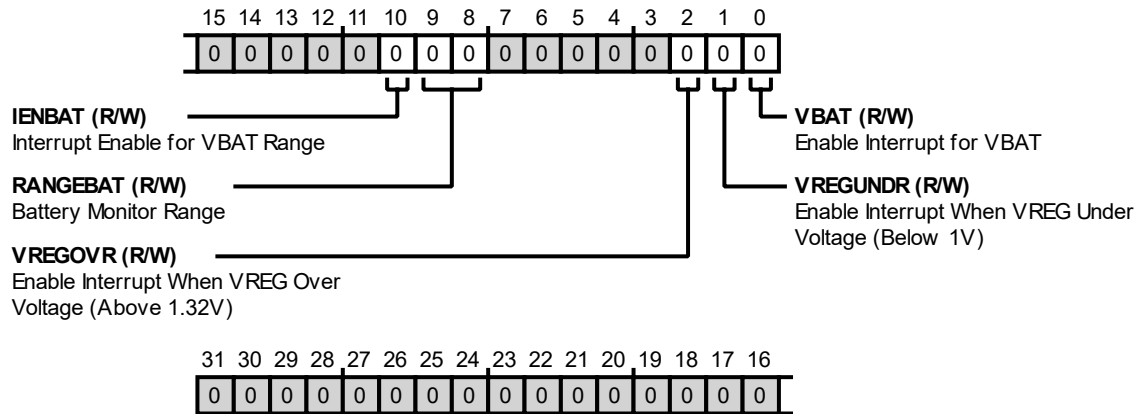 15 14 13 12 11 10 9 8 7 6 5 4 3 2 1 0
0 0 0 0 0 0 0 0 0 0 0 0 0 0 0 0
IENBAT (R/W)
Interrupt Enable for VBAT Range
RANGEBAT (R/W)
Battery Monitor Range
VREGOVR (R/W)
Enable Interrupt When VREG Over
Voltage (Above 1.32V)
VBAT (R/W)
Enable Interrupt for VBAT
VREGUNDR (R/W)
Enable Interrupt When VREG Under
Voltage (Below 1V)
31 30 29 28 27 26 25 24 23 22 21 20 19 18 17 16
0 0 0 0 0 0 0 0 0 0 0 0 0 0 0 0